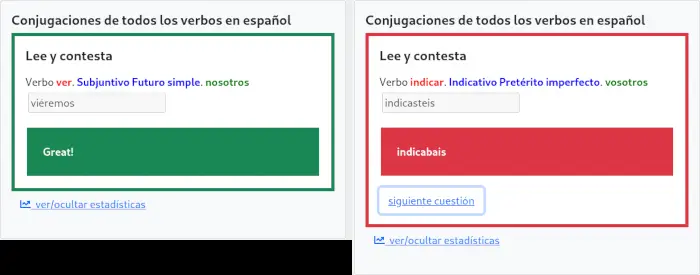 Conjugaciones de todos los verbos en español
Lee y contesta
Verbo ver. Subjuntivo Futuro simple. nosotros
viéremos
Great!
ver/ocultar estadísticas
Conjugaciones de todos los verbos en español
Lee y contesta
Verbo indicar. Indicativo Pretérito imperfecto. vosotros
indicasteis
indicabais
siguiente cuestión
ver/ocultar estadísticas